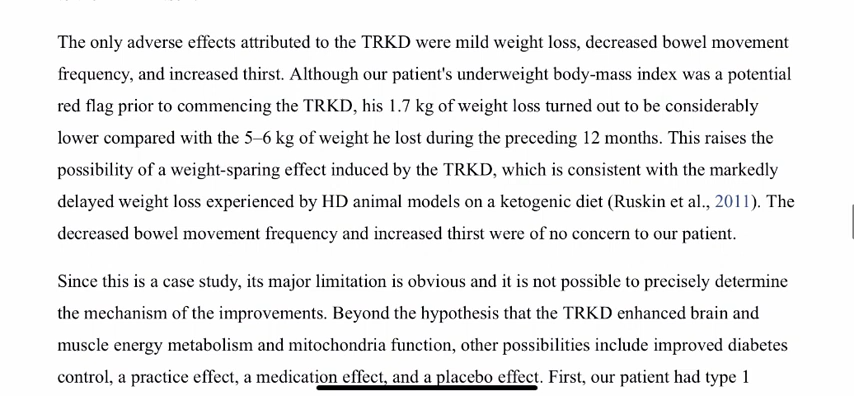 The only adverse effects attributed to the TRKD were mild weight loss, decreased bowel movement
frequency, and increased thirst. Although our patient's underweight body-mass index was a potential
red flag prior to commencing the TRKD, his 1.7 kg of weight loss turned out to be considerably
lower compared with the 5–6 kg of weight he lost during the preceding 12 months. This raises the
possibility of a weight-sparing effect induced by the TRKD, which is consistent with the markedly
delayed weight loss experienced by HD animal models on a ketogenic diet (Ruskin et al., 2011). The
decreased bowel movement frequency and increased thirst were of no concern to our patient.
Since this is a case study, its major limitation is obvious and it is not possible to precisely determine
the mechanism of the improvements. Beyond the hypothesis that the TRKD enhanced brain and
muscle energy metabolism and mitochondria function, other possibilities include improved diabetes
control, a practice effect, a medication effect, and a placebo effect. First, our patient had type 1